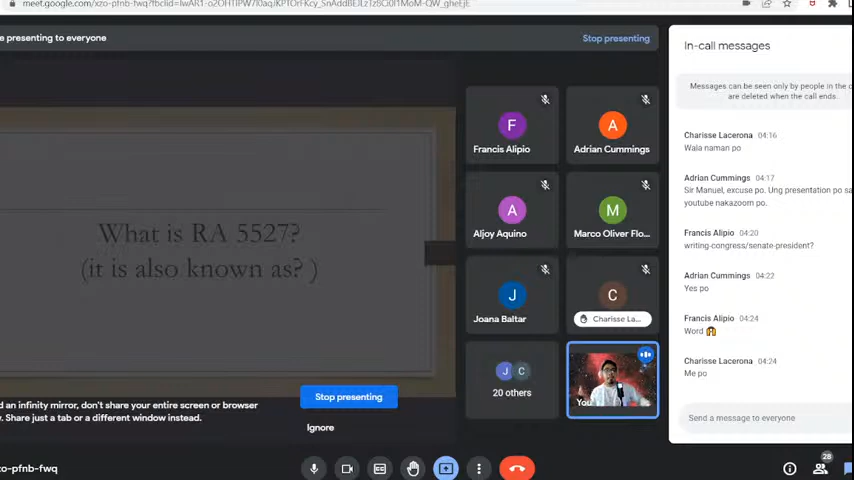 meet.google.com/xzo-pfnb-fwq?fbclid=
e presenting to everyone
Stop presenting
What is RA 5527?
(it is also known as? )
d an infinity mirror, don't share your entire screen or browser
. Share just a tab or a different window instead.
Stop presenting
Ignore
F
Francis Alipio
A
Adrian Cummings
A
Aljoy Aquino
M
Marco Oliver Flo...
J
Joana Baltar
C
Charisse La...
J C
20 others
You
In-call messages
Messages can be seen only by people in the c
are deleted when the call ends.
Charisse Lacerona 04:16
Wala naman po
Adrian Cummings 04:17
Sir Manuel, excuse po. Ung presentation po sa
youtube nakazoom po.
Francis Alipio 04:20
writing-congress/senate-president?
Adrian Cummings 04:22
Yes po
Francis Alipio 04:24
Word
Charisse Lacerona 04:24
Me po
Send a message to everyone
zo-pfnb-fwq
28